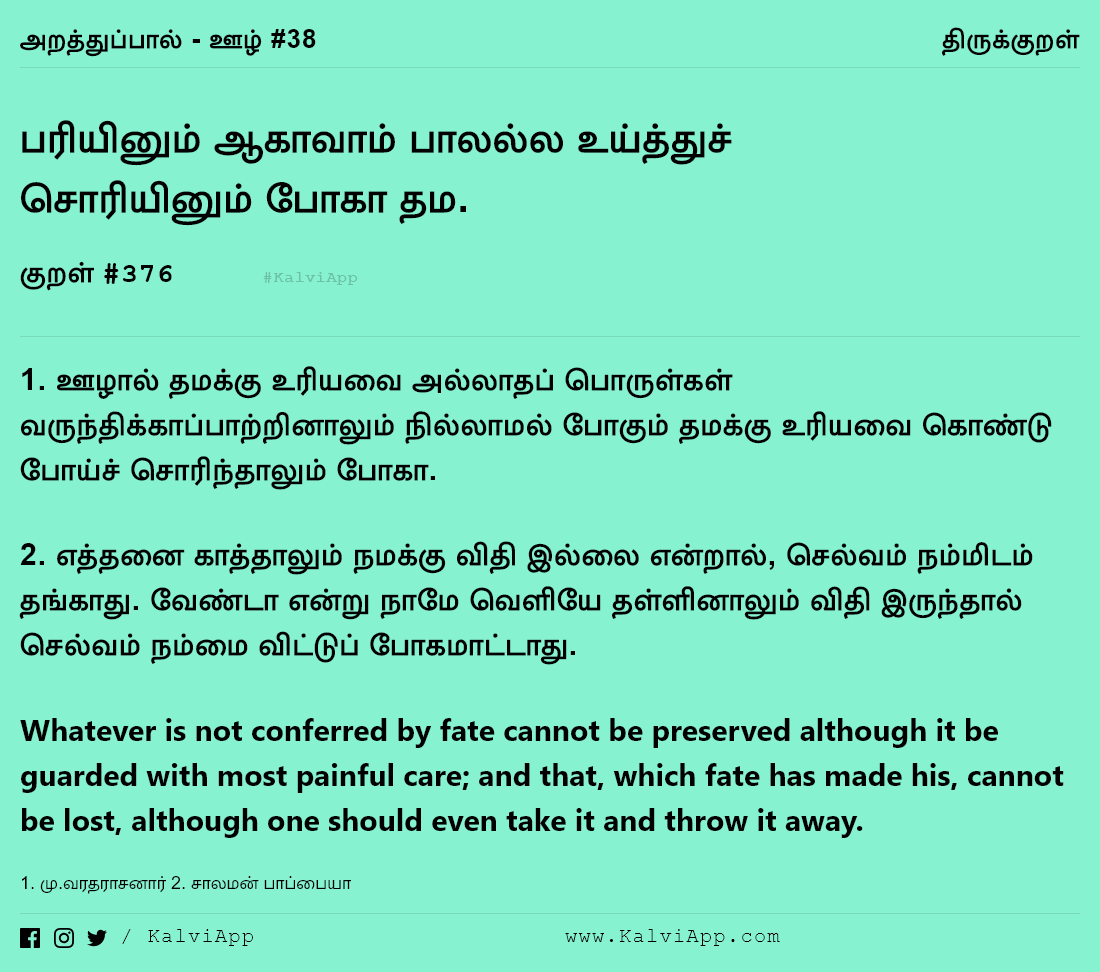 அறத்துப்பால் - ஊழ் #38
திருக்குறள்
பரியினும் ஆகாவாம் பாலல்ல உய்த்துச்
சொரியினும் போகா தம.
குறள் #376
#KalviApp
1. ஊழால் தமக்கு உரியவை அல்லாதப் பொருள்கள்
வருந்திக்காப்பாற்றினாலும் நில்லாமல் போகும் தமக்கு உரியவை கொண்டு
போய்ச் சொரிந்தாலும் போகா.
2. எத்தனை காத்தாலும் நமக்கு விதி இல்லை என்றால், செல்வம் நம்மிடம்
தங்காது. வேண்டா என்று நாமே வெளியே தள்ளினாலும் விதி இருந்தால்
செல்வம் நம்மை விட்டுப் போகமாட்டாது.
Whatever is not conferred by fate cannot be preserved although it be
guarded with most painful care; and that, which fate has made his, cannot
be lost, although one should even take it and throw it away.
1. மு.வரதராசனார் 2. சாலமன் பாப்பையா
/ KalviApp
www.KalviApp.com